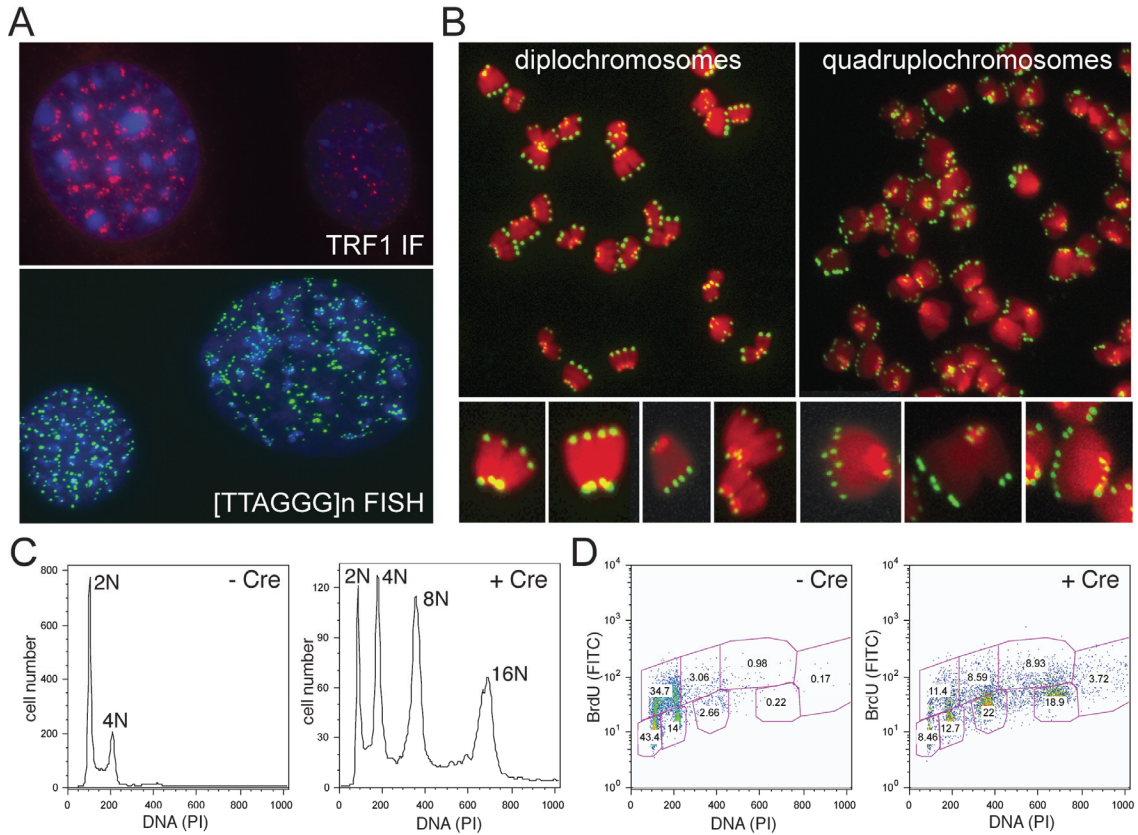 A
TRF1 IF
[TTAGGG]n FISH
B
diplochromosomes
quadruplochromosomes
C
- Cre
2N
4N
cell number
800
600
400
200
0
0 200 400 600 800 1000
DNA (PI)
+ Cre
2N 4N
8N
16N
cell number
120
90
60
30
0
0 200 400 600 800 1000
DNA (PI)
D
- Cre
BrdU (FITC)
10⁴
10³
10²
10¹
10⁰
34.7
3.06
0.98
0.17
43.4
14
2.66
0.22
0 200 400 600 800 1000
DNA (PI)
+ Cre
BrdU (FITC)
10⁴
10³
10²
10¹
10⁰
11.4
8.59
8.93
3.72
8.46
12.7
22
18.9
0 200 400 600 800 1000
DNA (PI)